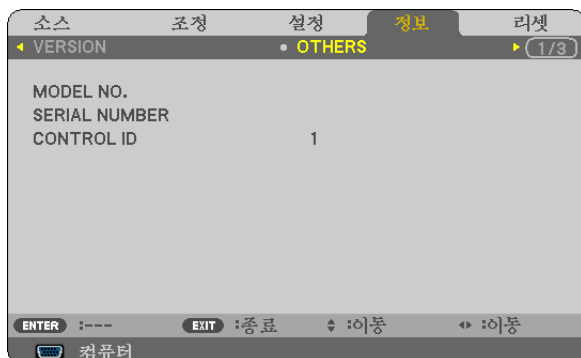 소스 조정 설정 정보 리셋
VERSION OTHERS 1/3
MODEL NO.
SERIAL NUMBER
CONTROL ID 1
ENTER :--- EXIT :종료 :이동 :이동
컴퓨터